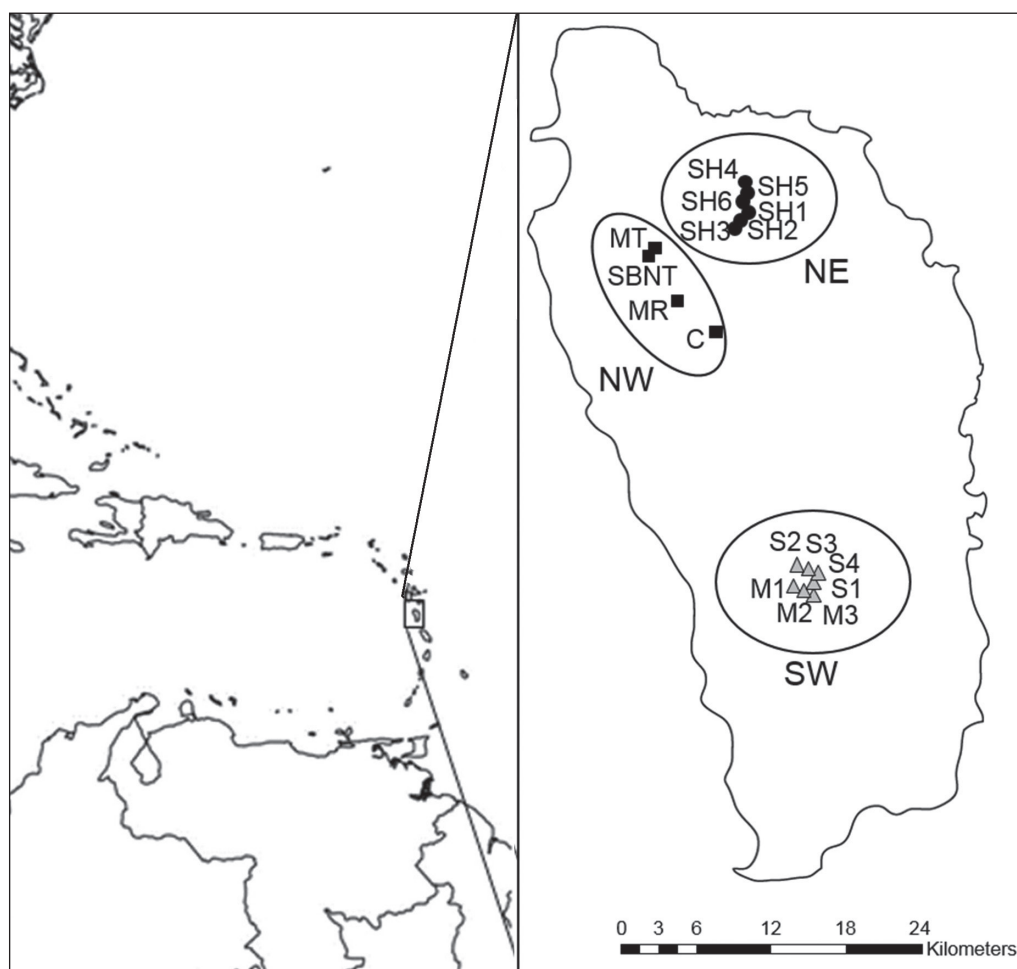 SH4
SH5
SH6
SH1
SH3
SH2
MT
SBNT
NE
MR
C
NW
S2 S3
S4
M1
S1
M2 M3
SW
0 3 6 12 18 24
Kilometers